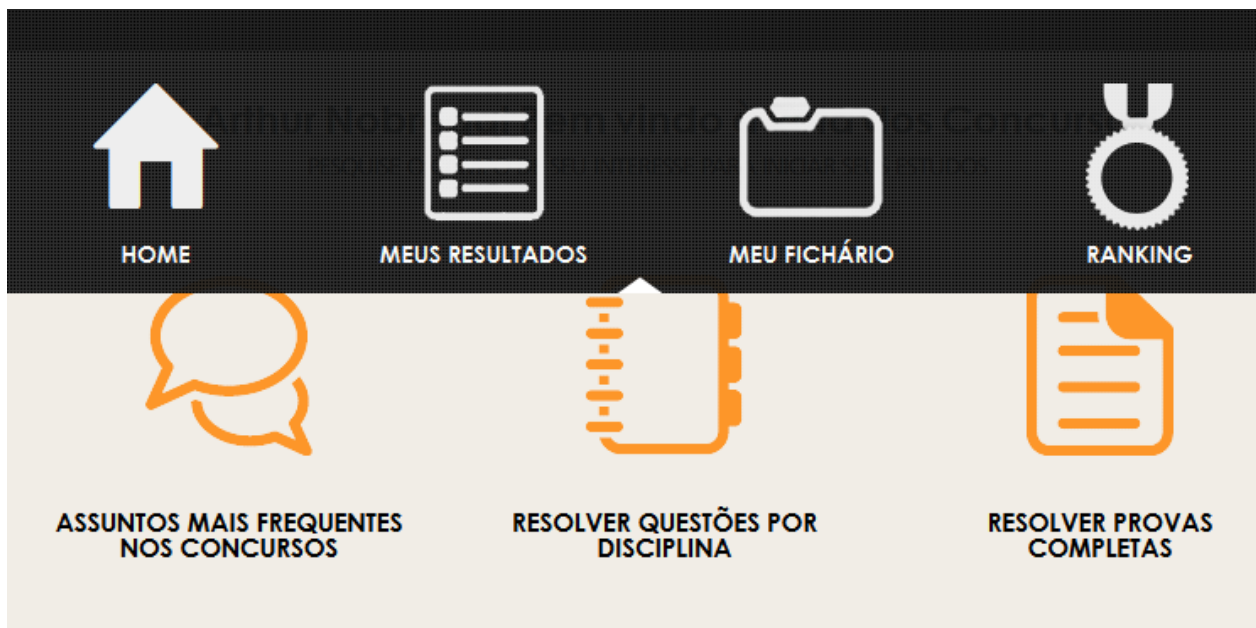 HOME
MEUS RESULTADOS
MEU FICHÁRIO
RANKING
ASSUNTOS MAIS FREQUENTES
NOS CONCURSOS
RESOLVER QUESTÕES POR
DISCIPLINA
RESOLVER PROVAS
COMPLETAS